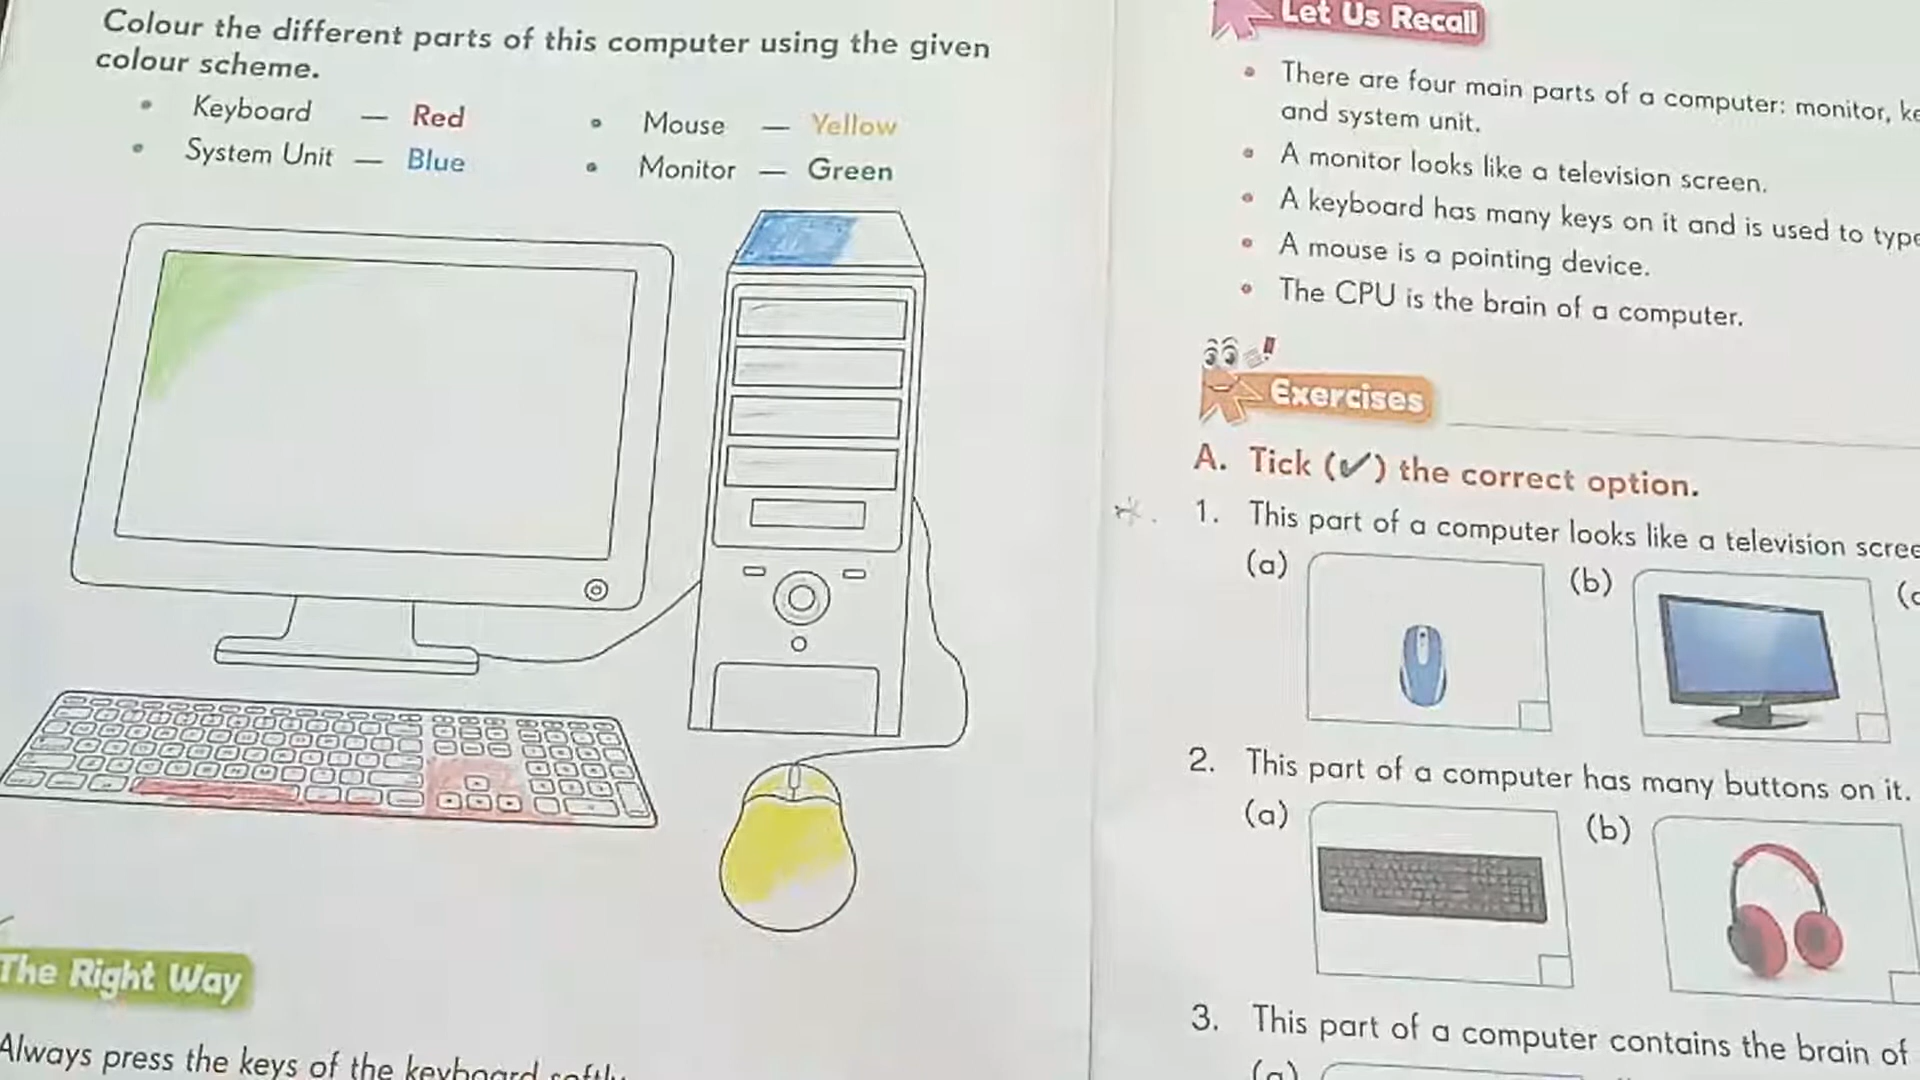 Colour the different parts of this computer using the given
colour scheme.
• Keyboard — Red
• System Unit — Blue
• Mouse — Yellow
• Monitor — Green
The Right Way
Always press the keys of the keyboard softly
Let Us Recall
• There are four main parts of a computer: monitor,
and system unit.
• A monitor looks like a television screen.
• A keyboard has many keys on it and is used to type
• A mouse is a pointing device.
• The CPU is the brain of a computer.
Exercises
A. Tick (✔) the correct option.
1. This part of a computer looks like a television
(a)
(b)
2. This part of a computer has many buttons on it.
(a)
(b)
3. This part of a computer contains the brain of
(a)